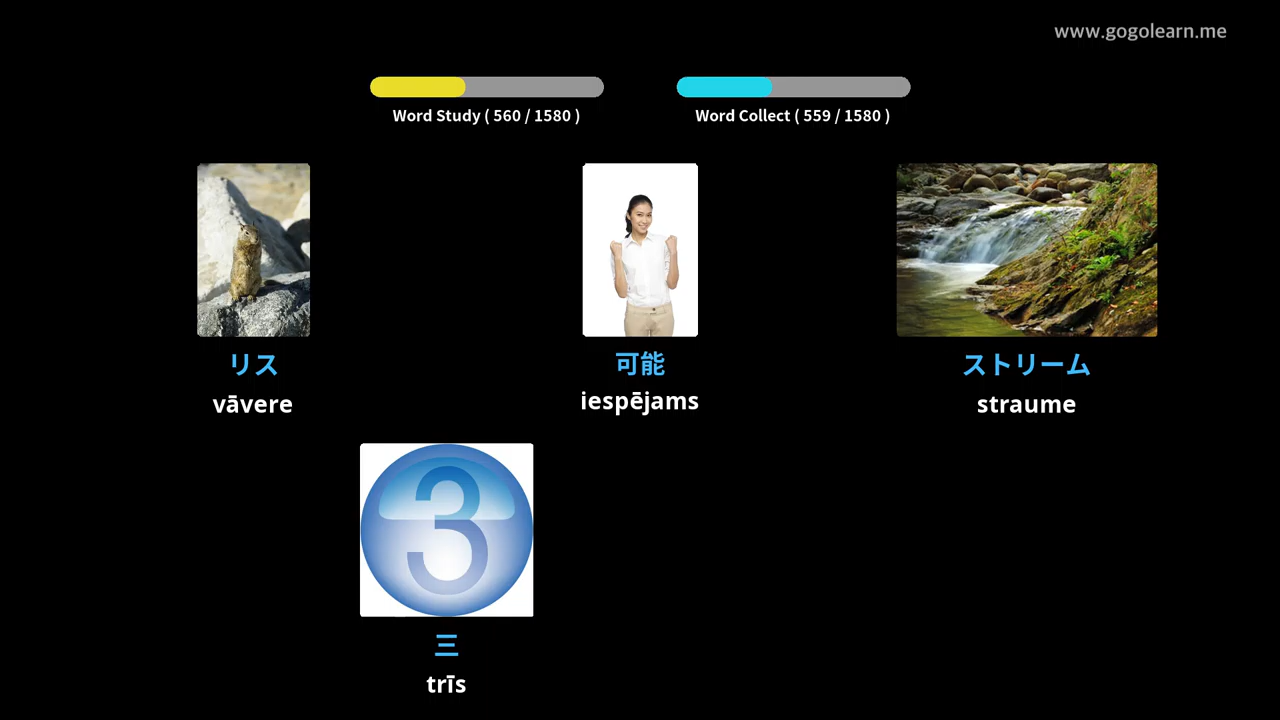 www.gogolearn.me
Word Study ( 560 / 1580 )
Word Collect ( 559 / 1580 )
リス
vāvere
可能
iespējams
ストリーム
straume
3
三
trīs